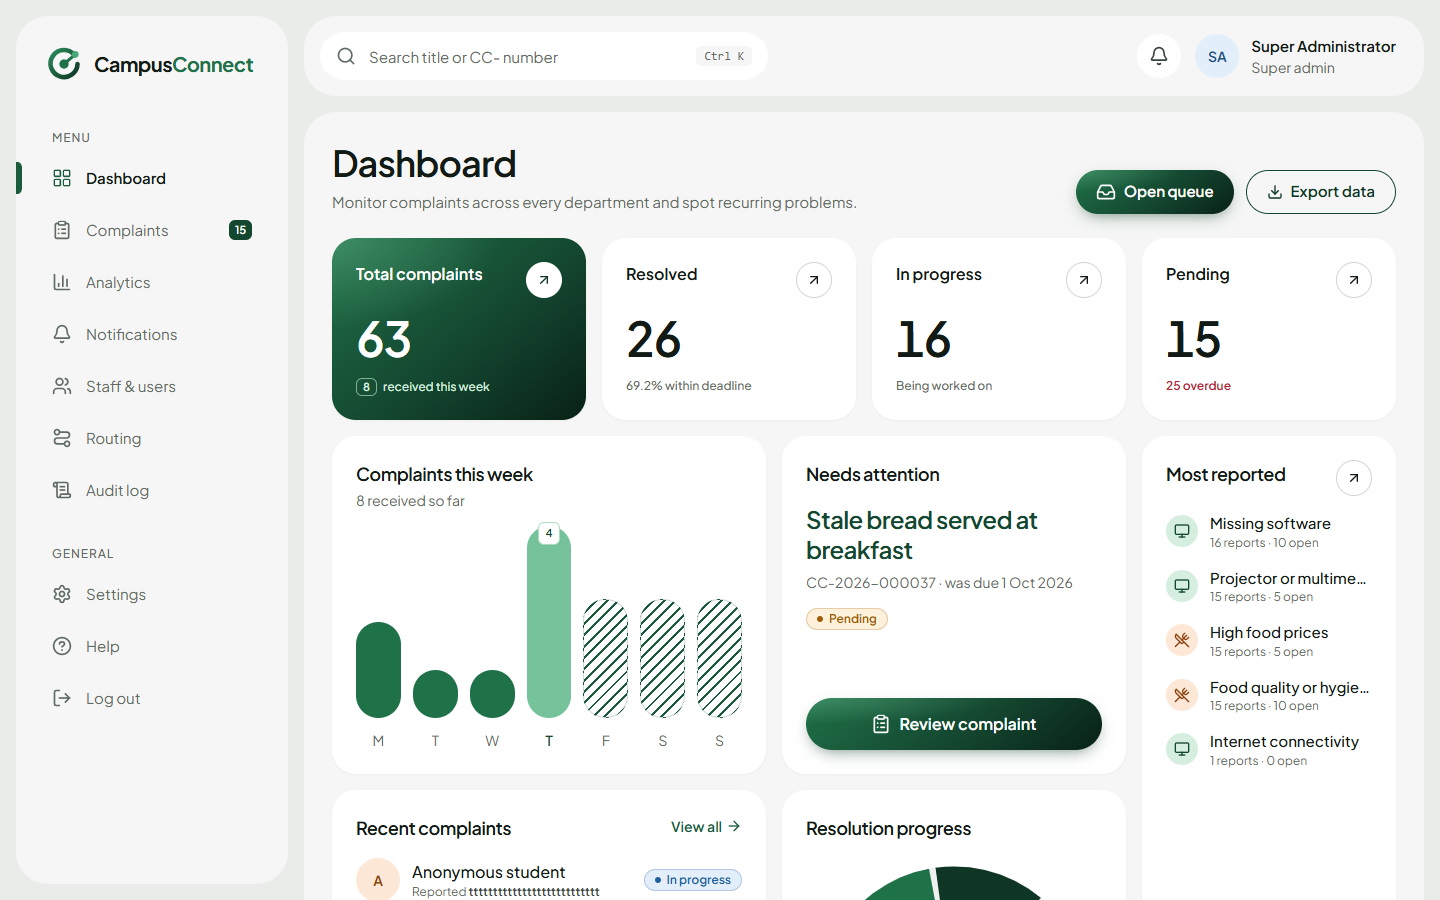 CampusConnect
MENU
Dashboard
Complaints 15
Analytics
Notifications
Staff & users
Routing
Audit log
GENERAL
Settings
Help
Log out
Search title or CC- number Ctrl K
SA
Super Administrator
Super admin
Dashboard
Monitor complaints across every department and spot recurring problems.
Open queue
Export data
Total complaints
63
8 received this week
Resolved
26
69.2% within deadline
In progress
16
Being worked on
Pending
15
25 overdue
Complaints this week
8 received so far
4
M T W T F S S
Needs attention
Stale bread served at
breakfast
CC-2026-000037 · was due 1 Oct 2026
Pending
Review complaint
Most reported
Missing software
16 reports · 10 open
Projector or multime...
15 reports · 5 open
High food prices
15 reports · 5 open
Food quality or hygie...
15 reports · 10 open
Internet connectivity
1 reports · 0 open
Recent complaints
View all
A
Anonymous student
In progress
Resolution progress